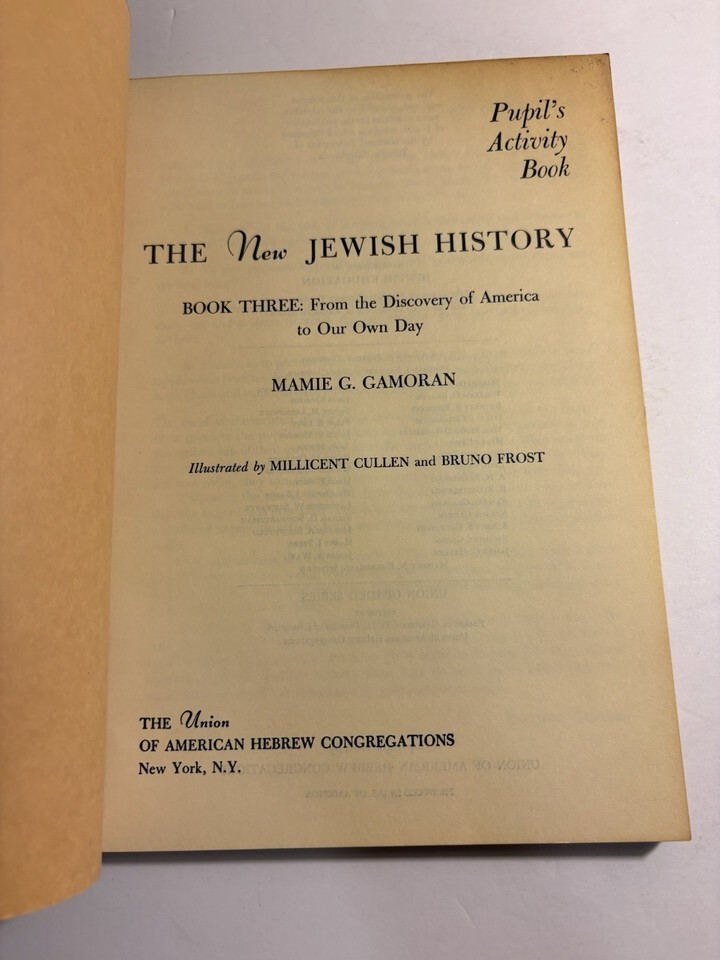 Pupil's
Activity
Book
THE New JEWISH HISTORY
BOOK THREE: From the Discovery of America
to Our Own Day
MAMIE G. GAMORAN
Illustrated by MILLICENT CULLEN and BRUNO FROST
THE Union
OF AMERICAN HEBREW CONGREGATIONS
New York, N.Y.